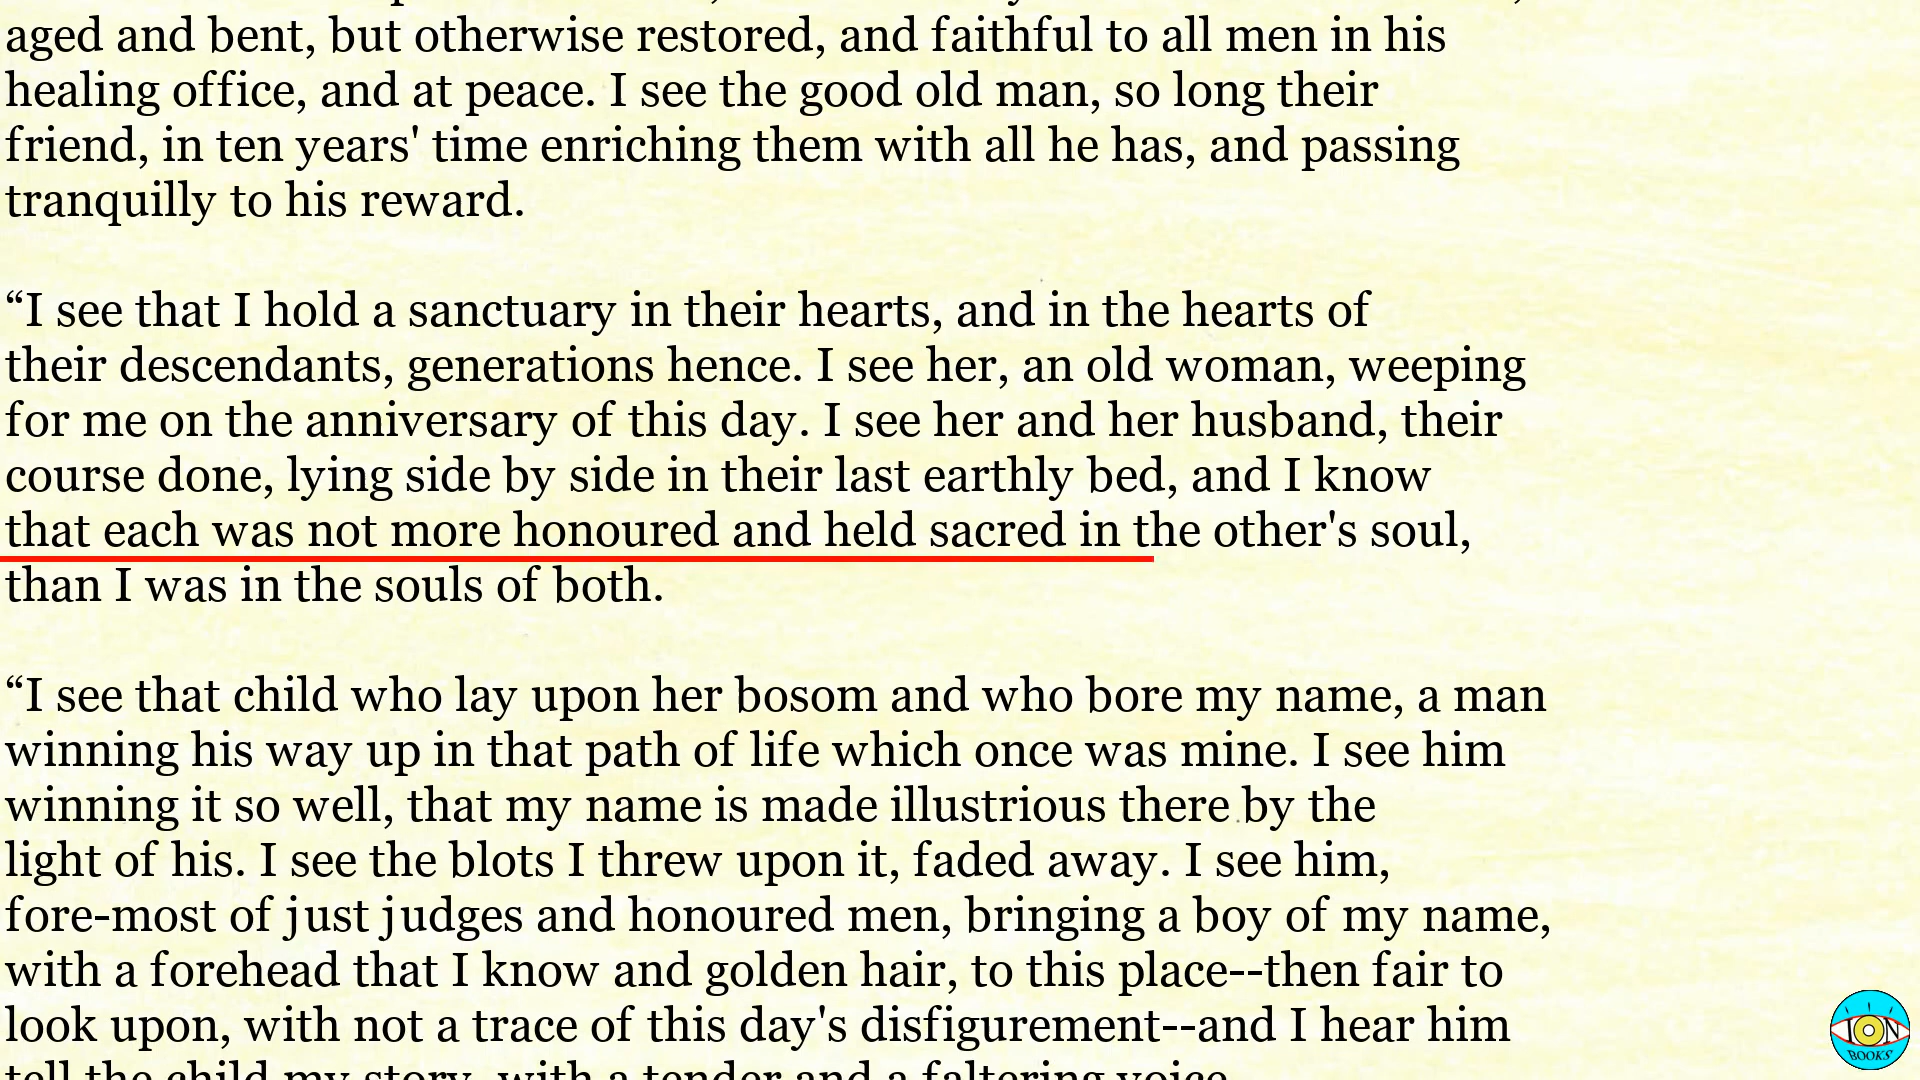 aged and bent, but otherwise restored, and faithful to all men in his
healing office, and at peace. I see the good old man, so long their
friend, in ten years' time enriching them with all he has, and passing
tranquilly to his reward.
“I see that I hold a sanctuary in their hearts, and in the hearts of
their descendants, generations hence. I see her, an old woman, weeping
for me on the anniversary of this day. I see her and her husband, their
course done, lying side by side in their last earthly bed, and I know
that each was not more honoured and held sacred in the other's soul,
than I was in the souls of both.
“I see that child who lay upon her bosom and who bore my name, a man
winning his way up in that path of life which once was mine. I see him
winning it so well, that my name is made illustrious there by the
light of his. I see the blots I threw upon it, faded away. I see him,
fore-most of just judges and honoured men, bringing a boy of my name,
with a forehead that I know and golden hair, to this place--then fair to
look upon, with not a trace of this day's disfigurement--and I hear him
tell the child my story, with a tender and a faltering voice.
ION
BOOKS